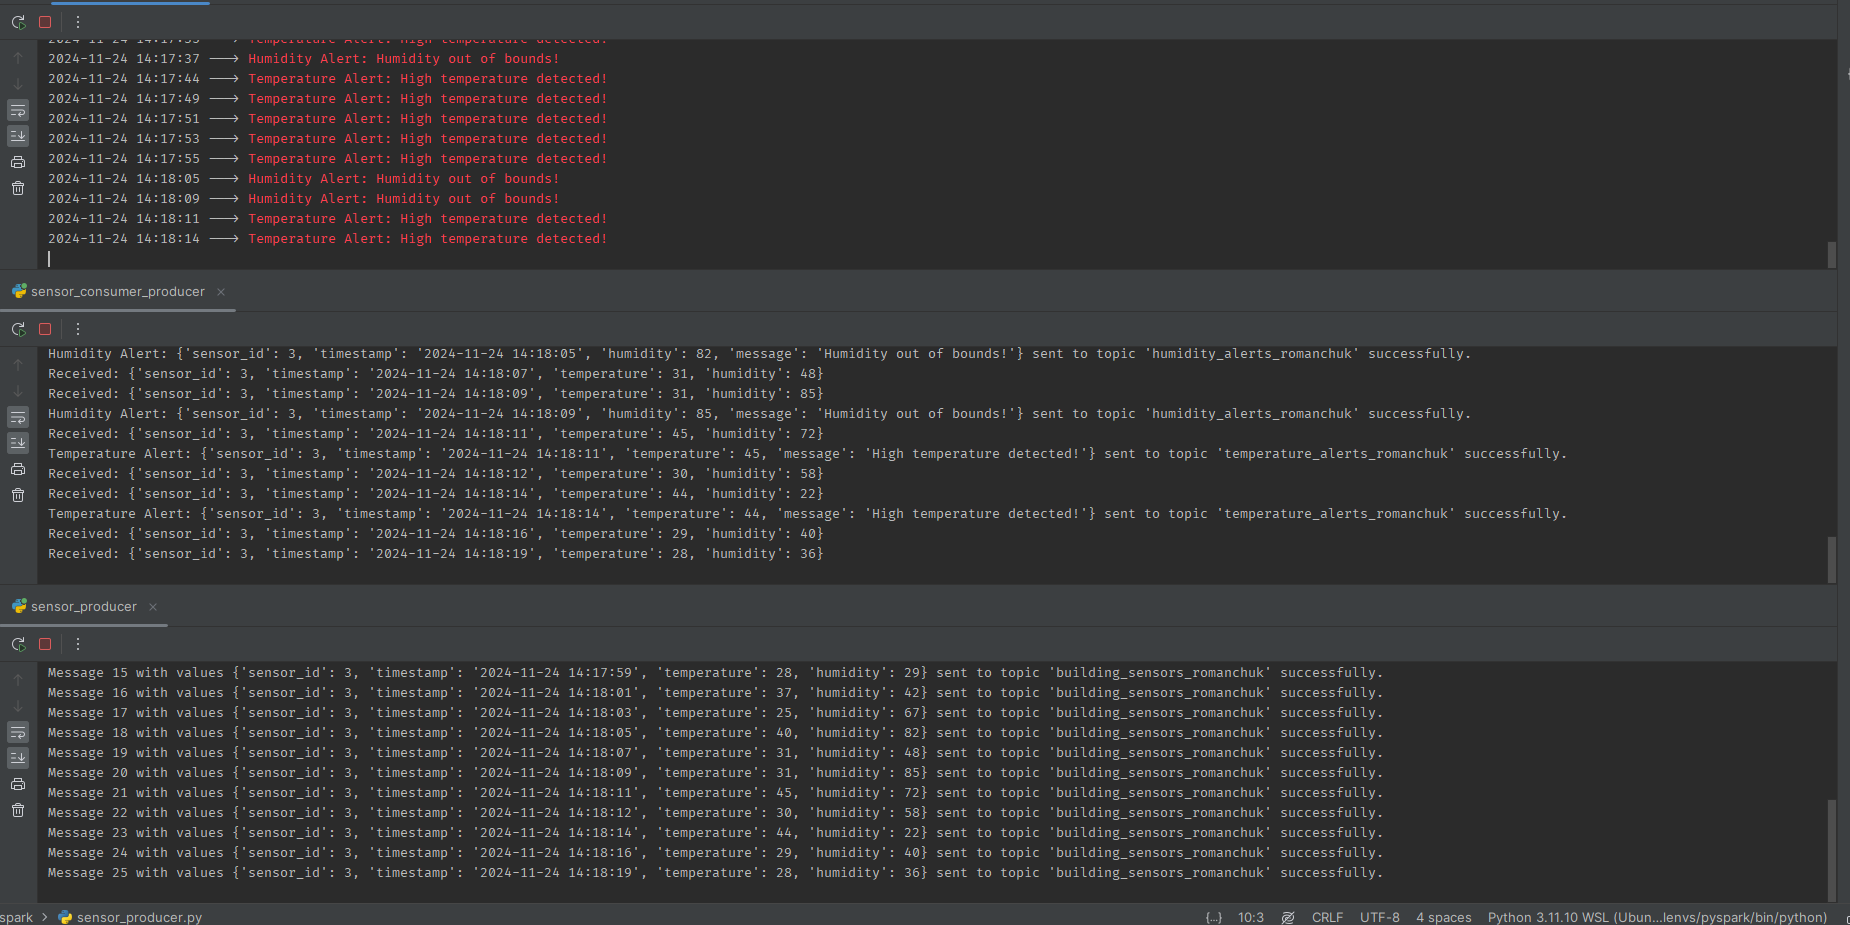 2024-11-24 14:17:35 ---> Temperature Alert: High temperature detected!
2024-11-24 14:17:37 ---> Humidity Alert: Humidity out of bounds!
2024-11-24 14:17:44 ---> Temperature Alert: High temperature detected!
2024-11-24 14:17:49 ---> Temperature Alert: High temperature detected!
2024-11-24 14:17:51 ---> Temperature Alert: High temperature detected!
2024-11-24 14:17:53 ---> Temperature Alert: High temperature detected!
2024-11-24 14:17:55 ---> Temperature Alert: High temperature detected!
2024-11-24 14:18:05 ---> Humidity Alert: Humidity out of bounds!
2024-11-24 14:18:09 ---> Humidity Alert: Humidity out of bounds!
2024-11-24 14:18:11 ---> Temperature Alert: High temperature detected!
2024-11-24 14:18:14 ---> Temperature Alert: High temperature detected!
sensor_consumer_producer
Humidity Alert: {'sensor_id': 3, 'timestamp': '2024-11-24 14:18:05', 'humidity': 82, 'message': 'Humidity out of bounds!'} sent to topic 'humidity_alerts_romanchuk' successfully.
Received: {'sensor_id': 3, 'timestamp': '2024-11-24 14:18:07', 'temperature': 31, 'humidity': 48}
Received: {'sensor_id': 3, 'timestamp': '2024-11-24 14:18:09', 'temperature': 31, 'humidity': 85}
Humidity Alert: {'sensor_id': 3, 'timestamp': '2024-11-24 14:18:09', 'humidity': 85, 'message': 'Humidity out of bounds!'} sent to topic 'humidity_alerts_romanchuk' successfully.
Received: {'sensor_id': 3, 'timestamp': '2024-11-24 14:18:11', 'temperature': 45, 'humidity': 72}
Temperature Alert: {'sensor_id': 3, 'timestamp': '2024-11-24 14:18:11', 'temperature': 45, 'message': 'High temperature detected!'} sent to topic 'temperature_alerts_romanchuk' successfully.
Received: {'sensor_id': 3, 'timestamp': '2024-11-24 14:18:12', 'temperature': 30, 'humidity': 58}
Received: {'sensor_id': 3, 'timestamp': '2024-11-24 14:18:14', 'temperature': 44, 'humidity': 22}
Temperature Alert: {'sensor_id': 3, 'timestamp': '2024-11-24 14:18:14', 'temperature': 44, 'message': 'High temperature detected!'} sent to topic 'temperature_alerts_romanchuk' successfully.
Received: {'sensor_id': 3, 'timestamp': '2024-11-24 14:18:16', 'temperature': 29, 'humidity': 40}
Received: {'sensor_id': 3, 'timestamp': '2024-11-24 14:18:19', 'temperature': 28, 'humidity': 36}
sensor_producer
Message 15 with values {'sensor_id': 3, 'timestamp': '2024-11-24 14:17:59', 'temperature': 28, 'humidity': 29} sent to topic 'building_sensors_romanchuk' successfully.
Message 16 with values {'sensor_id': 3, 'timestamp': '2024-11-24 14:18:01', 'temperature': 37, 'humidity': 42} sent to topic 'building_sensors_romanchuk' successfully.
Message 17 with values {'sensor_id': 3, 'timestamp': '2024-11-24 14:18:03', 'temperature': 25, 'humidity': 67} sent to topic 'building_sensors_romanchuk' successfully.
Message 18 with values {'sensor_id': 3, 'timestamp': '2024-11-24 14:18:05', 'temperature': 40, 'humidity': 82} sent to topic 'building_sensors_romanchuk' successfully.
Message 19 with values {'sensor_id': 3, 'timestamp': '2024-11-24 14:18:07', 'temperature': 31, 'humidity': 48} sent to topic 'building_sensors_romanchuk' successfully.
Message 20 with values {'sensor_id': 3, 'timestamp': '2024-11-24 14:18:09', 'temperature': 31, 'humidity': 85} sent to topic 'building_sensors_romanchuk' successfully.
Message 21 with values {'sensor_id': 3, 'timestamp': '2024-11-24 14:18:11', 'temperature': 45, 'humidity': 72} sent to topic 'building_sensors_romanchuk' successfully.
Message 22 with values {'sensor_id': 3, 'timestamp': '2024-11-24 14:18:12', 'temperature': 30, 'humidity': 58} sent to topic 'building_sensors_romanchuk' successfully.
Message 23 with values {'sensor_id': 3, 'timestamp': '2024-11-24 14:18:14', 'temperature': 44, 'humidity': 22} sent to topic 'building_sensors_romanchuk' successfully.
Message 24 with values {'sensor_id': 3, 'timestamp': '2024-11-24 14:18:16', 'temperature': 29, 'humidity': 40} sent to topic 'building_sensors_romanchuk' successfully.
Message 25 with values {'sensor_id': 3, 'timestamp': '2024-11-24 14:18:19', 'temperature': 28, 'humidity': 36} sent to topic 'building_sensors_romanchuk' successfully.
spark > sensor_producer.py {...} 10:3 CRLF UTF-8 4 spaces Python 3.11.10 WSL (Ubun...lenvs/pyspark/bin/python)